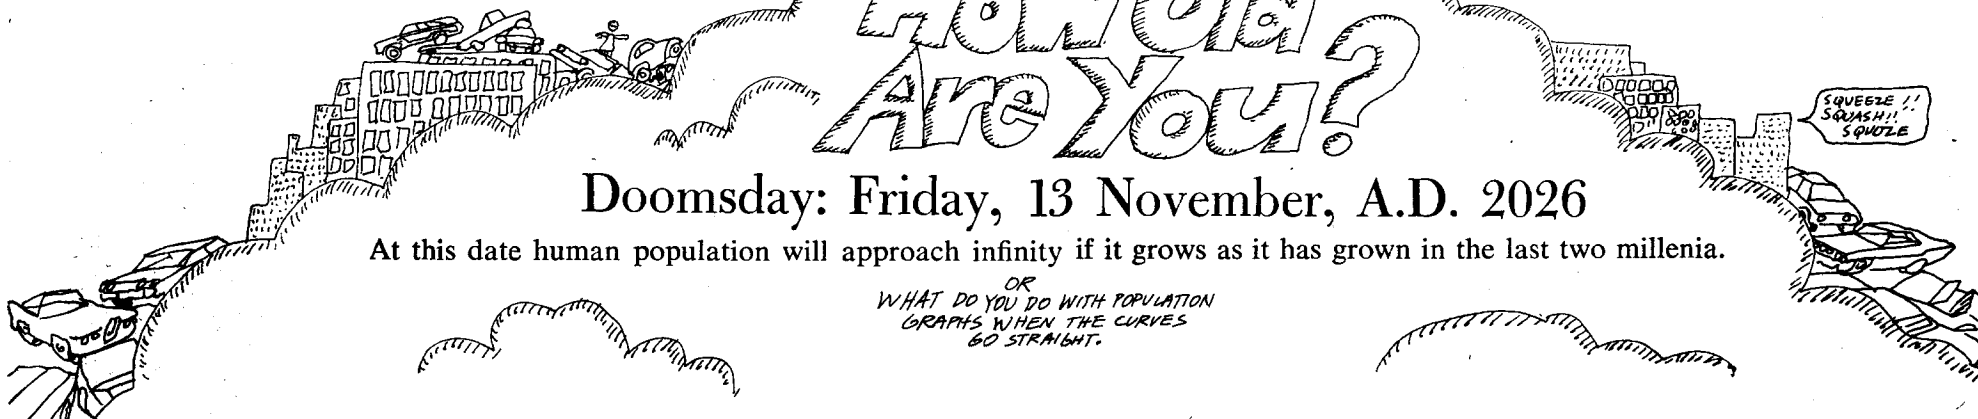 How Old
Are You?
SQUEEZE !!
SQUASH!!
SQUOZE
Doomsday: Friday, 13 November, A.D. 2026
At this date human population will approach infinity if it grows as it has grown in the last two millenia.
OR
WHAT DO YOU DO WITH POPULATION
GRAPHS WHEN THE CURVES
GO STRAIGHT.